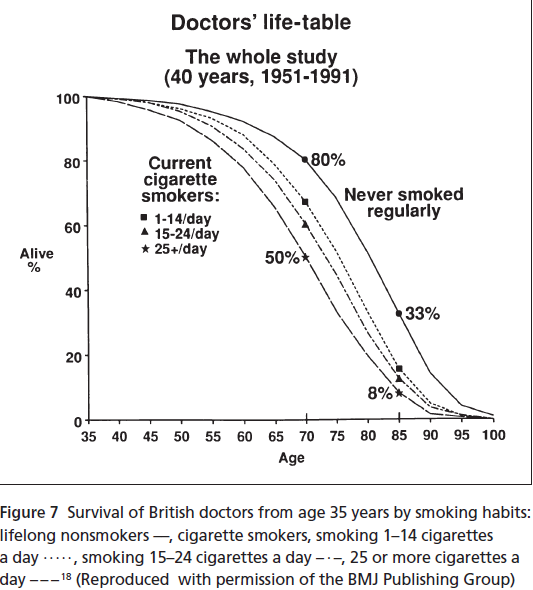 Doctors' life-table
The whole study
(40 years, 1951-1991)
100
80
60
40
20
0
Alive
%
Current
cigarette
smokers:
■ 1-14/day
▲ 15-24/day
★ 25+/day
80%
Never smoked
regularly
50%
33%
8%
35 40 45 50 55 60 65 70 75 80 85 90 95 100
Age
Figure 7 Survival of British doctors from age 35 years by smoking habits:
lifelong nonsmokers —, cigarette smokers, smoking 1–14 cigarettes
a day ·····, smoking 15–24 cigarettes a day –·–, 25 or more cigarettes a
day –––18 (Reproduced with permission of the BMJ Publishing Group)